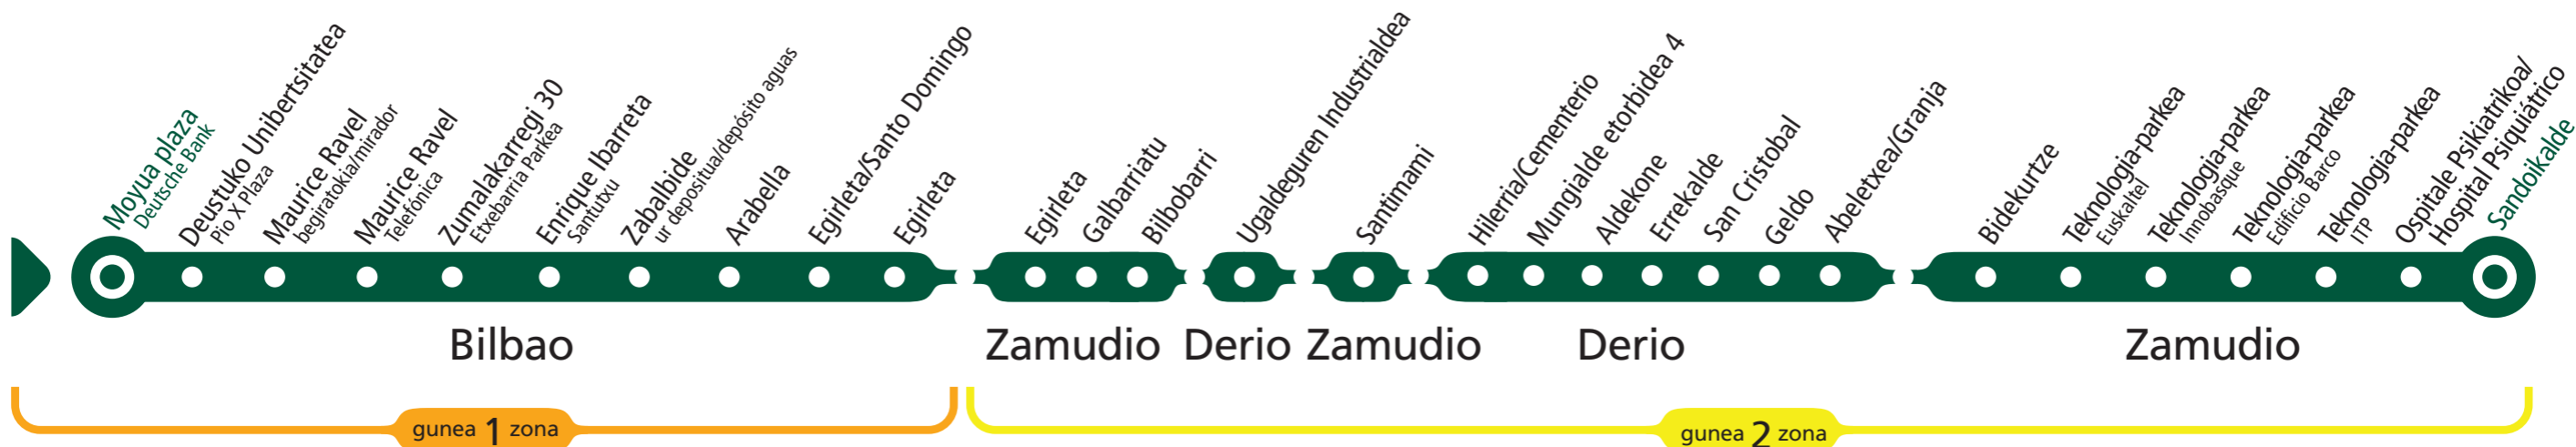 Moyua plaza
Deutsche Bank
Deustuko Unibertsitatea
Pio X Plaza
Maurice Ravel
begiratokia/mirador
Maurice Ravel
Telefónica
Zumalakarregi 30
Etxebarria Parkea
Enrique Ibarreta
Santutxu
Zabalbide
ur depositua/depósito aguas
Arabella
Egirleta/Santo Domingo
Egirleta
Egirleta
Galbarriatu
Bilbobarri
Ugaldeguren Industrialdea
Santimami
Hilerria/Cementerio
Mungialde etorbidea 4
Aldekone
Errekalde
San Cristobal
Geldo
Abeletxea/Granja
Bidekurtze
Teknologia-parkea
Euskaltel
Teknologia-parkea
Innobasque
Teknologia-parkea
Edificio Barco
Teknologia-parkea
ITP
Ospitale Psikiatrikoa/
Hospital Psiquiátrico
Sandoikalde
Bilbao
Zamudio
Derio
Zamudio
Derio
Zamudio
gunea 1 zona
gunea 2 zona